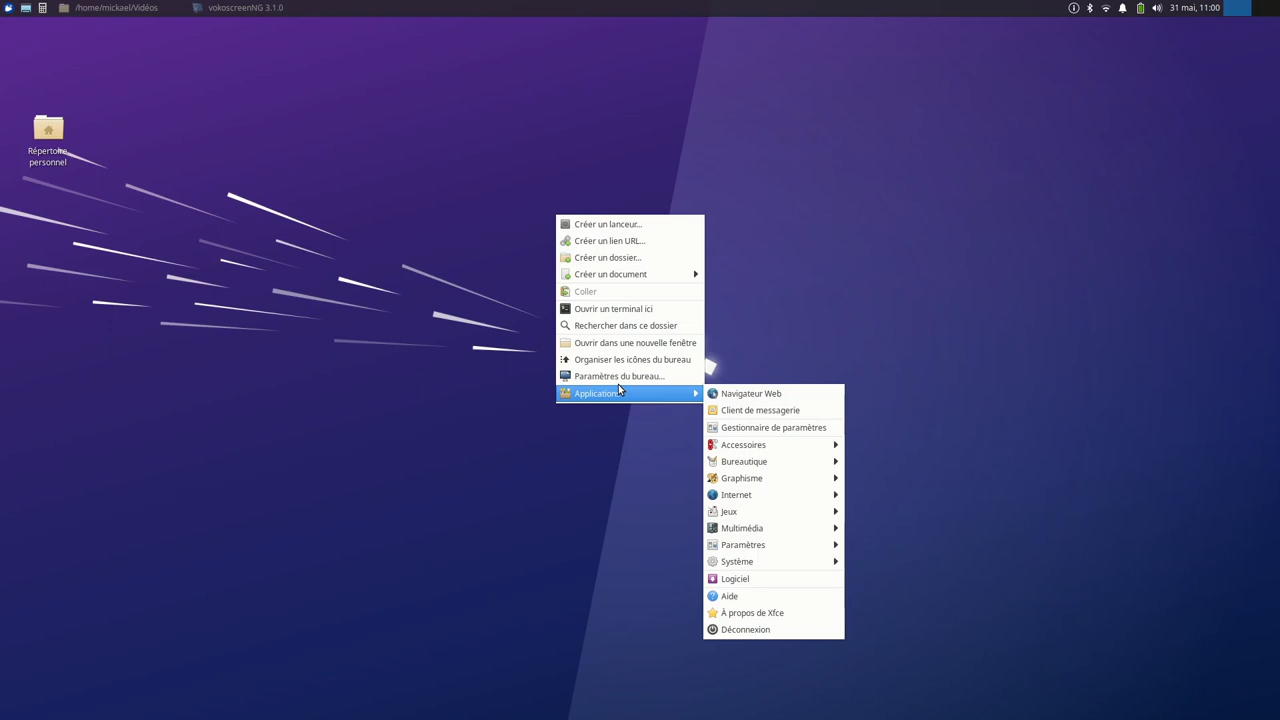 /home/mickael/Vidéos
vokoscreenNG 3.1.0
31 mai, 11:00
Répertoire
personnel
Créer un lanceur...
Créer un lien URL...
Créer un dossier...
Créer un document
Coller
Ouvrir un terminal ici
Rechercher dans ce dossier
Ouvrir dans une nouvelle fenêtre
Organiser les icônes du bureau
Paramètres du bureau...
Applications
Navigateur Web
Client de messagerie
Gestionnaire de paramètres
Accessoires
Bureautique
Graphisme
Internet
Jeux
Multimédia
Paramètres
Système
Logiciel
Aide
À propos de Xfce
Déconnexion